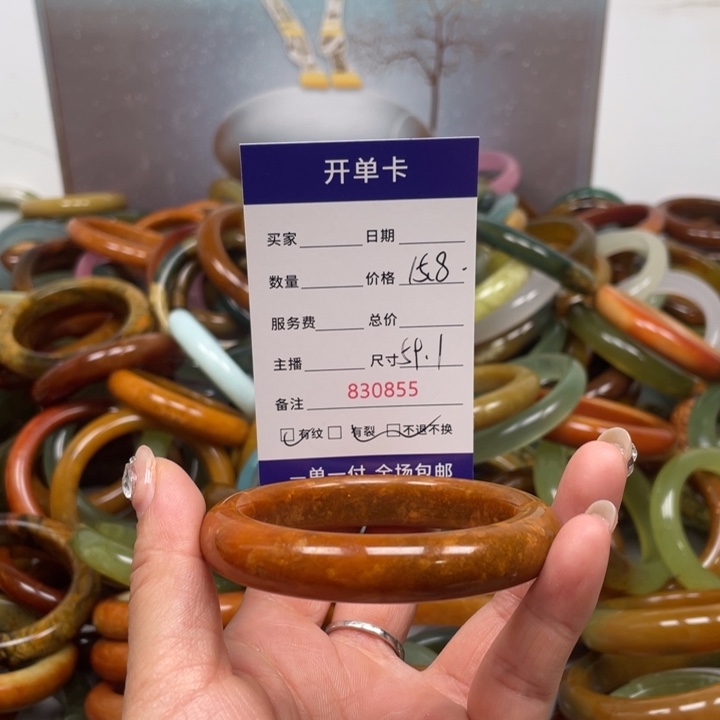 开单卡
买家 日期
数量 价格 158.
服务费 总价
主播 尺寸 59.1
备注 830855
有纹 有裂 不退不换
一单一付 全场包邮